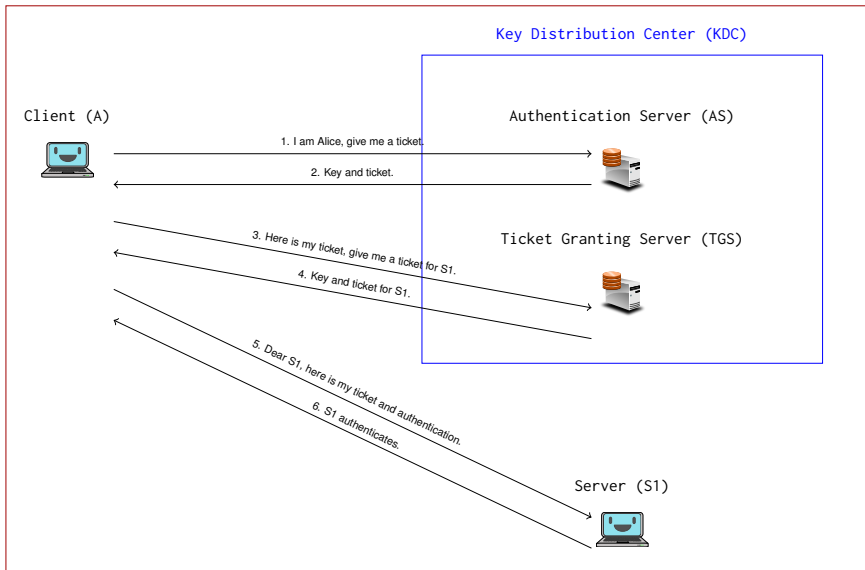 Key Distribution Center (KDC)
Client (A)
Authentication Server (AS)
1. I am Alice, give me a ticket.
2. Key and ticket.
Ticket Granting Server (TGS)
3. Here is my ticket, give me a ticket for S1.
4. Key and ticket for S1.
5. Dear S1, here is my ticket and authentication.
6. S1 authenticates.
Server (S1)